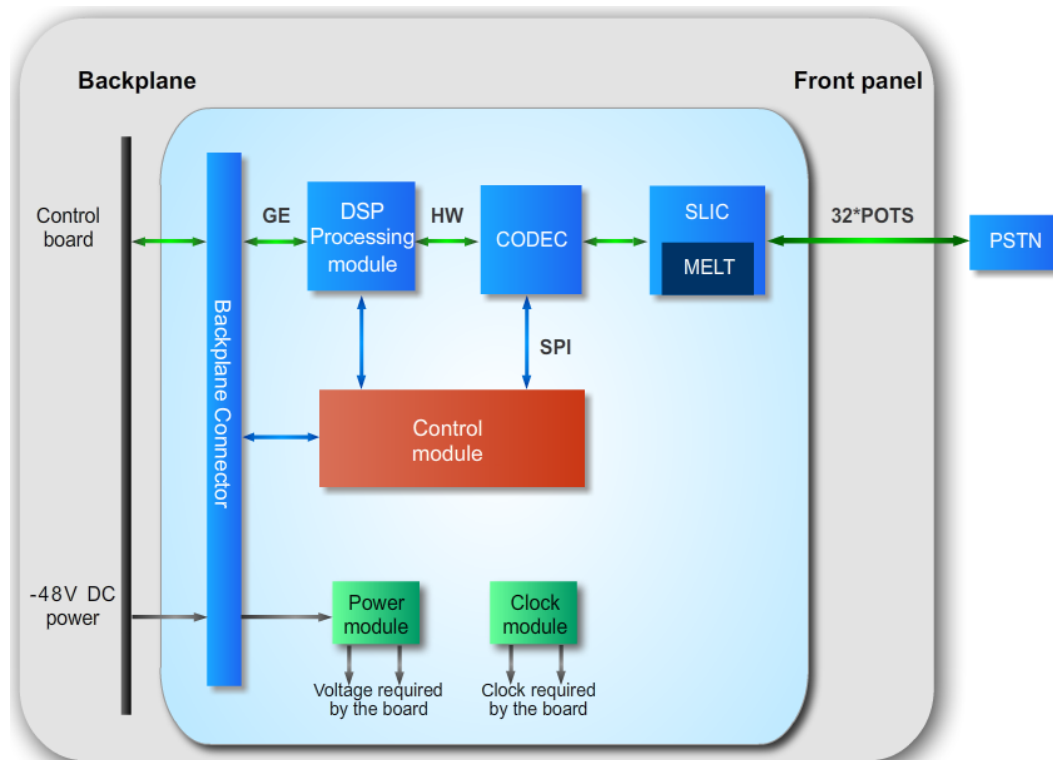 Backplane
Front panel
Control
board
GE
DSP
Processing
module
HW
CODEC
SLIC
MELT
32*POTS
PSTN
SPI
Backplane Connector
Control
module
-48V DC
power
Power
module
Clock
module
Voltage required
by the board
Clock required
by the board